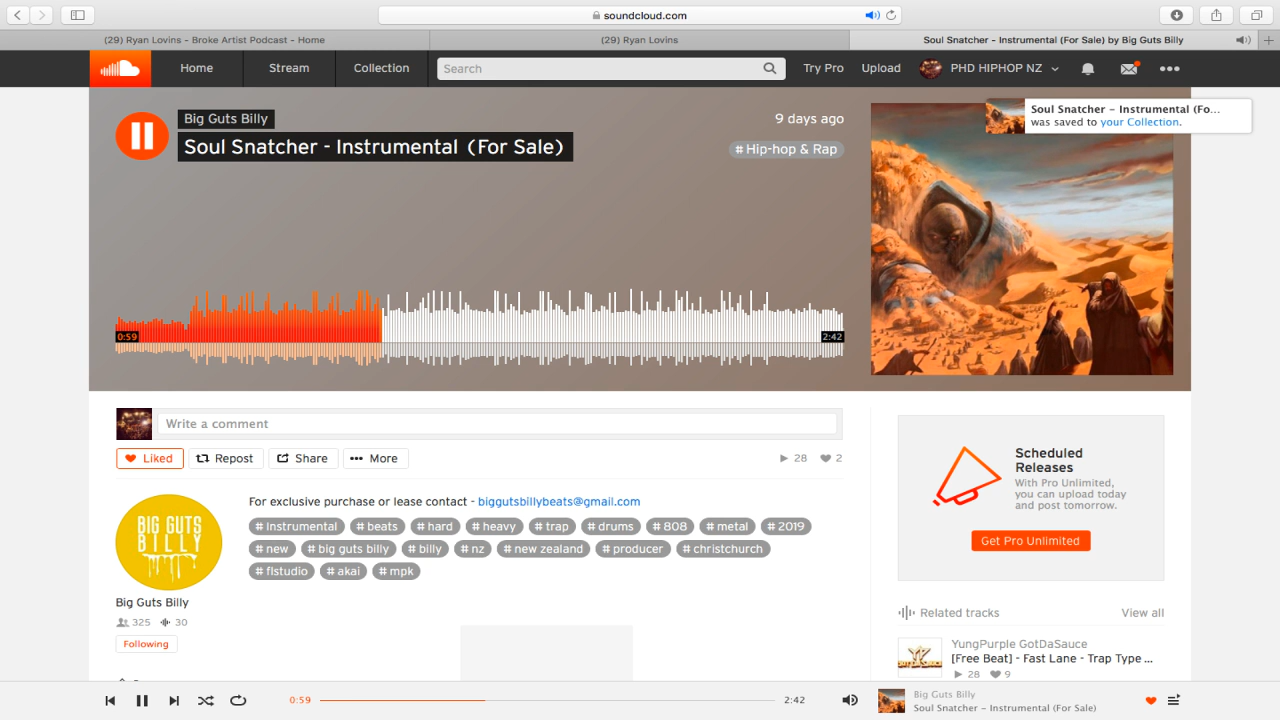 soundcloud.com
(29) Ryan Lovins - Broke Artist Podcast - Home
(29) Ryan Lovins
Soul Snatcher - Instrumental (For Sale) by Big Guts Billy
Home
Stream
Collection
Search
Try Pro
Upload
PHD HIPHOP NZ
Big Guts Billy
9 days ago
Soul Snatcher - Instrumental (For Sale)
# Hip-hop & Rap
Soul Snatcher - Instrumental (Fo...
was saved to your Collection.
0:59
2:42
Write a comment
Liked
Repost
Share
More
28
2
BIG GUTS
BILLY
For exclusive purchase or lease contact - biggutsbillybeats@gmail.com
# Instrumental # beats # hard # heavy # trap # drums # 808 # metal # 2019
# new # big guts billy # billy # nz # new zealand # producer # christchurch
# flstudio # akai # mpk
Big Guts Billy
325 30
Following
Scheduled
Releases
With Pro Unlimited,
you can upload today
and post tomorrow.
Get Pro Unlimited
Related tracks
View all
YungPurple GotDaSauce
[Free Beat] - Fast Lane - Trap Type ...
28 9
0:59
2:42
Big Guts Billy
Soul Snatcher - Instrumental (For Sale)